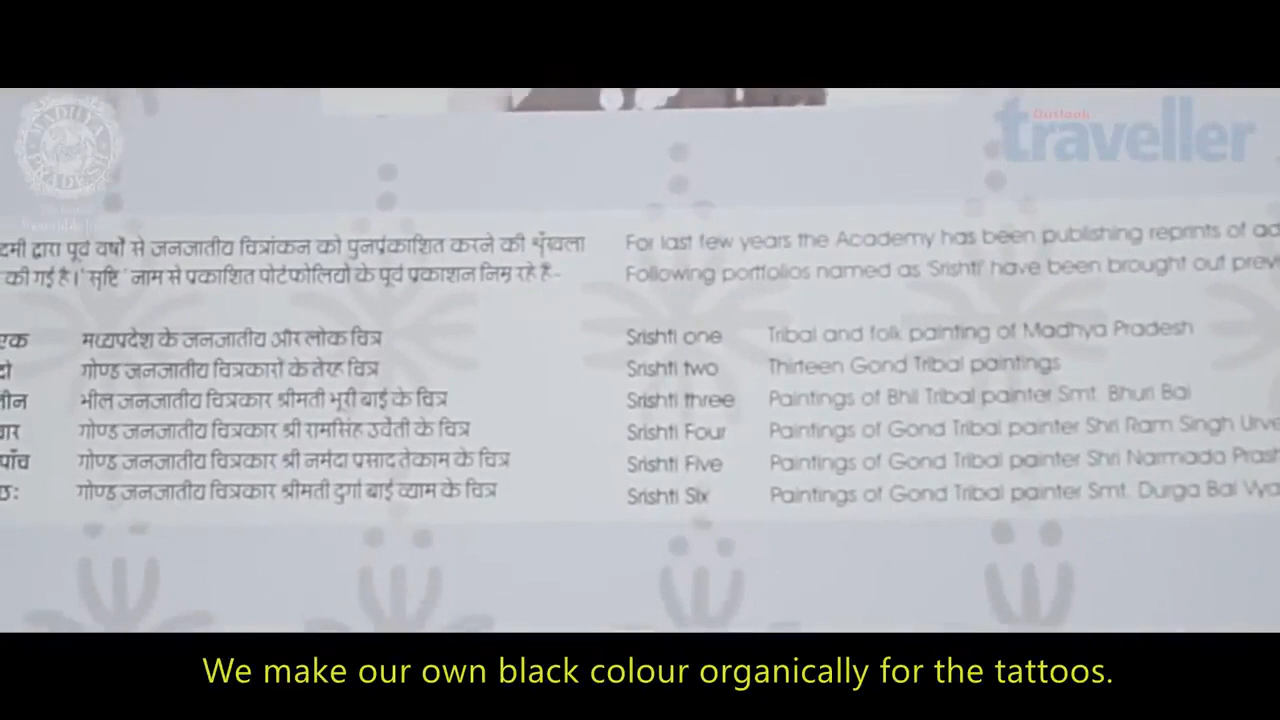 MADHYA PRADESH
Outlook
traveller
द्वारा पूर्व वर्षों से जनजातीय चित्रांकन को पुनर्प्रकाशित करने की श्रृंखला
की गई है। 'सृष्टि' नाम से प्रकाशित पोर्टफोलियो के पूर्व प्रकाशन निम्न रहे हैं-
For last few years the Academy has been publishing reprints of
Following portfolios named as 'Srishti' have been brought out
एक मध्यप्रदेश के जनजातीय और लोक चित्र
गोण्ड जनजातीय चित्रकारों के तेरह चित्र
भील जनजातीय चित्रकार श्रीमती भूरी बाई के चित्र
गोण्ड जनजातीय चित्रकार श्री रामसिंह उर्वेती के चित्र
पाँच गोण्ड जनजातीय चित्रकार श्री नर्मदा प्रसाद तेकाम के चित्र
गोण्ड जनजातीय चित्रकार श्रीमती दुर्गा बाई व्याम के चित्र
Srishti one Tribal and folk painting of Madhya Pradesh
Srishti two Thirteen Gond Tribal paintings
Srishti three Paintings of Bhil Tribal painter Smt. Bhuri Bai
Srishti Four Paintings of Gond Tribal painter Shri Ram Singh
Srishti Five Paintings of Gond Tribal painter Shri Narmada
Srishti Six Paintings of Gond Tribal painter Smt. Durga Bai
We make our own black colour organically for the tattoos.